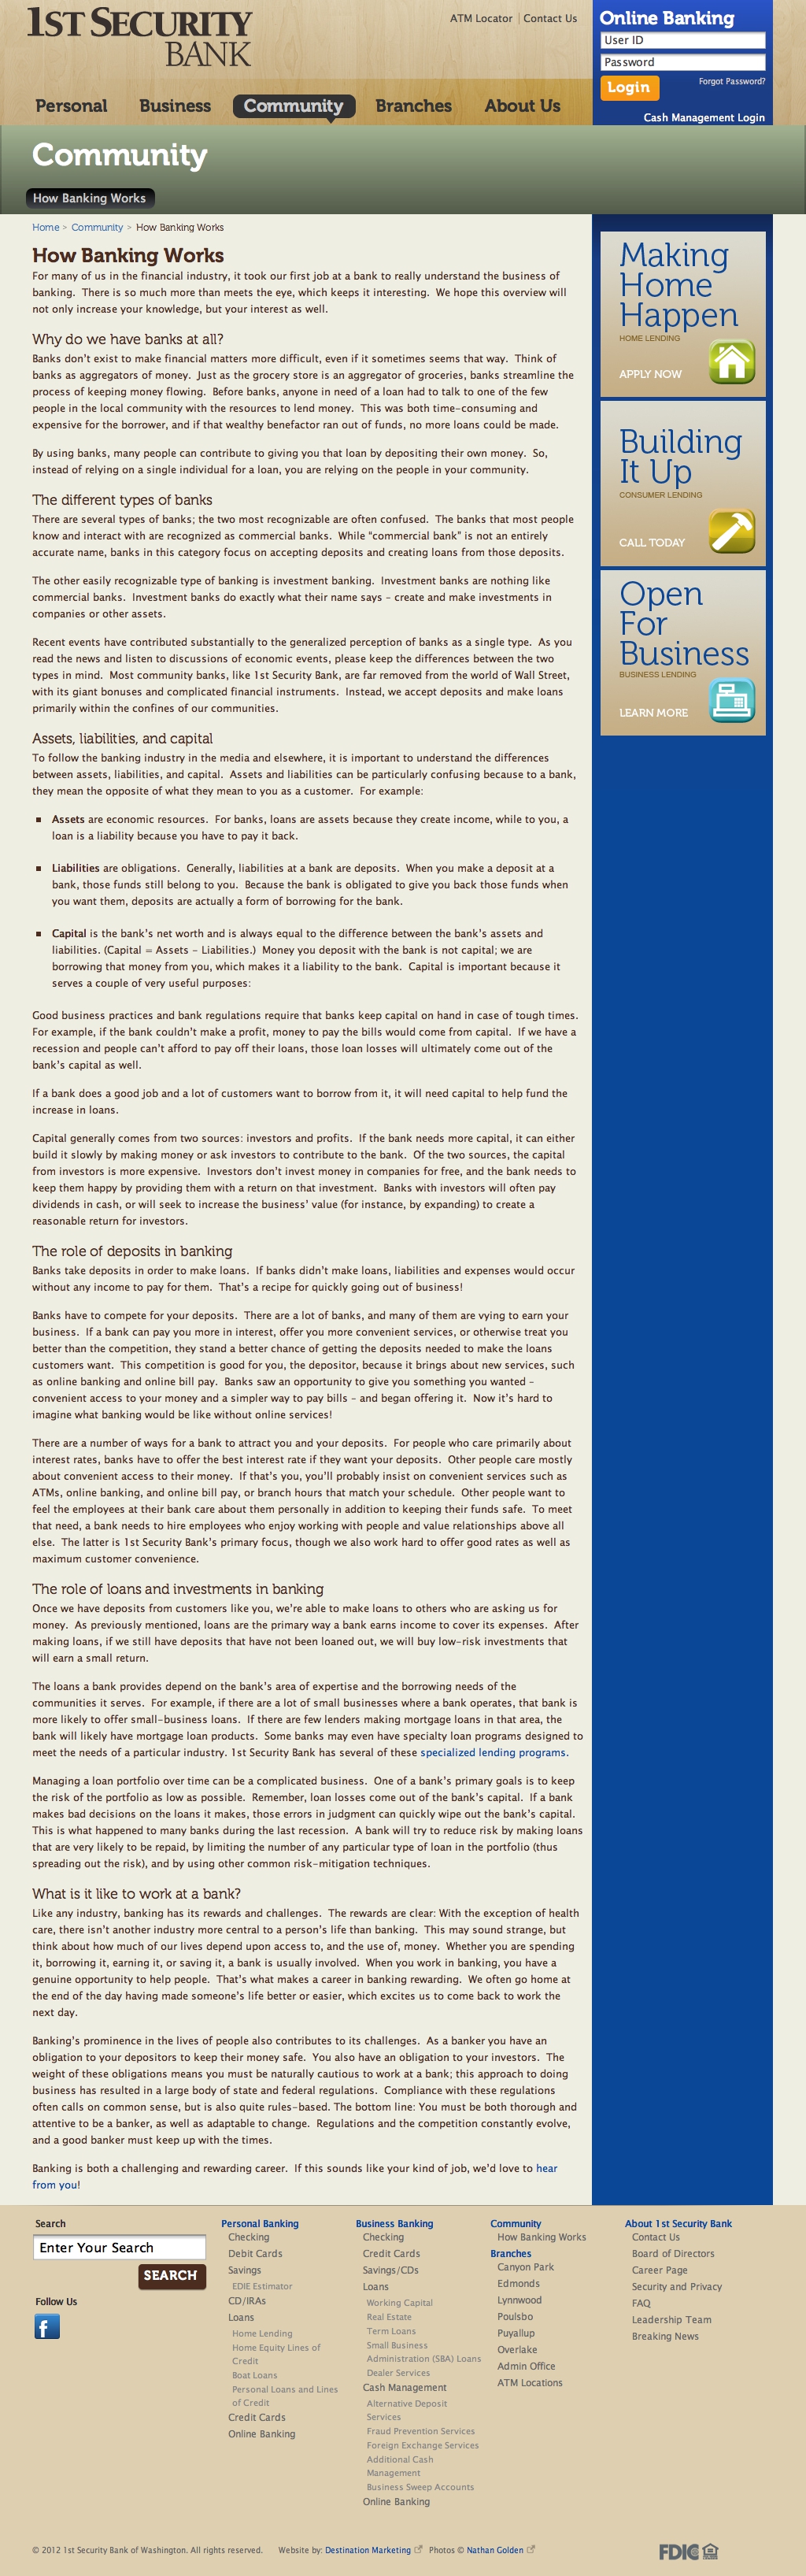 1ST SECURITY
BANK
ATM Locator | Contact Us
Online Banking
User ID
Password
Login
Forgot Password?
Cash Management Login
Personal Business Community Branches About Us
Community
How Banking Works
Home > Community > How Banking Works
How Banking Works
For many of us in the financial industry, it took our first job at a bank to really understand the business of
banking. There is so much more than meets the eye, which keeps it interesting. We hope this overview will
not only increase your knowledge, but your interest as well.
Why do we have banks at all?
Banks don't exist to make financial matters more difficult, even if it sometimes seems that way. Think of
banks as aggregators of money. Just as the grocery store is an aggregator of groceries, banks streamline the
process of keeping money flowing. Before banks, anyone in need of a loan had to talk to one of the few
people in the local community with the resources to lend money. This was both time-consuming and
expensive for the borrower, and if that wealthy benefactor ran out of funds, no more loans could be made.
By using banks, many people can contribute to giving you that loan by depositing their own money. So,
instead of relying on a single individual for a loan, you are relying on the people in your community.
The different types of banks
There are several types of banks; the two most recognizable are often confused. The banks that most people
know and interact with are recognized as commercial banks. While “commercial bank” is not an entirely
accurate name, banks in this category focus on accepting deposits and creating loans from those deposits.
The other easily recognizable type of banking is investment banking. Investment banks are nothing like
commercial banks. Investment banks do exactly what their name says – create and make investments in
companies or other assets.
Recent events have contributed substantially to the generalized perception of banks as a single type. As you
read the news and listen to discussions of economic events, please keep the differences between the two
types in mind. Most community banks, like 1st Security Bank, are far removed from the world of Wall Street,
with its giant bonuses and complicated financial instruments. Instead, we accept deposits and make loans
primarily within the confines of our communities.
Assets, liabilities, and capital
To follow the banking industry in the media and elsewhere, it is important to understand the differences
between assets, liabilities, and capital. Assets and liabilities can be particularly confusing because to a bank,
they mean the opposite of what they mean to you as a customer. For example:
Assets are economic resources. For banks, loans are assets because they create income, while to you, a
loan is a liability because you have to pay it back.
Liabilities are obligations. Generally, liabilities at a bank are deposits. When you make a deposit at a
bank, those funds still belong to you. Because the bank is obligated to give you back those funds when
you want them, deposits are actually a form of borrowing for the bank.
Capital is the bank's net worth and is always equal to the difference between the bank's assets and
liabilities. (Capital = Assets – Liabilities.) Money you deposit with the bank is not capital; we are
borrowing that money from you, which makes it a liability to the bank. Capital is important because it
serves a couple of very useful purposes:
Good business practices and bank regulations require that banks keep capital on hand in case of tough times.
For example, if the bank couldn't make a profit, money to pay the bills would come from capital. If we have a
recession and people can't afford to pay off their loans, those loan losses will ultimately come out of the
bank's capital as well.
If a bank does a good job and a lot of customers want to borrow from it, it will need capital to help fund the
increase in loans.
Capital generally comes from two sources: investors and profits. If the bank needs more capital, it can either
build it slowly by making money or ask investors to contribute to the bank. Of the two sources, the capital
from investors is more expensive. Investors don't invest money in companies for free, and the bank needs to
keep them happy by providing them with a return on that investment. Banks with investors will often pay
dividends in cash, or will seek to increase the business' value (for instance, by expanding) to create a
reasonable return for investors.
The role of deposits in banking
Banks take deposits in order to make loans. If banks didn't make loans, liabilities and expenses would occur
without any income to pay for them. That's a recipe for quickly going out of business!
Banks have to compete for your deposits. There are a lot of banks, and many of them are vying to earn your
business. If a bank can pay you more in interest, offer you more convenient services, or otherwise treat you
better than the competition, they stand a better chance of getting the deposits needed to make the loans
customers want. This competition is good for you, the depositor, because it brings about new services, such
as online banking and online bill pay. Banks saw an opportunity to give you something you wanted –
convenient access to your money and a simpler way to pay bills – and began offering it. Now it's hard to
imagine what banking would be like without online services!
There are a number of ways for a bank to attract you and your deposits. For people who care primarily about
interest rates, banks have to offer the best interest rate if they want your deposits. Other people care mostly
about convenient access to their money. If that's you, you'll probably insist on convenient services such as
ATMs, online banking, and online bill pay, or branch hours that match your schedule. Other people want to
feel the employees at their bank care about them personally in addition to keeping their funds safe. To meet
that need, a bank needs to hire employees who enjoy working with people and value relationships above all
else. The latter is 1st Security Bank's primary focus, though we also work hard to offer good rates as well as
maximum customer convenience.
The role of loans and investments in banking
Once we have deposits from customers like you, we're able to make loans to others who are asking us for
money. As previously mentioned, loans are the primary way a bank earns income to cover its expenses. After
making loans, if we still have deposits that have not been loaned out, we will buy low-risk investments that
will earn a small return.
The loans a bank provides depend on the bank's area of expertise and the borrowing needs of the
communities it serves. For example, if there are a lot of small businesses where a bank operates, that bank is
more likely to offer small-business loans. If there are few lenders making mortgage loans in that area, the
bank will likely have mortgage loan products. Some banks may even have specialty loan programs designed to
meet the needs of a particular industry. 1st Security Bank has several of these specialized lending programs.
Managing a loan portfolio over time can be a complicated business. One of a bank's primary goals is to keep
the risk of the portfolio as low as possible. Remember, loan losses come out of the bank's capital. If a bank
makes bad decisions on the loans it makes, those errors in judgment can quickly wipe out the bank's capital.
This is what happened to many banks during the last recession. A bank will try to reduce risk by making loans
that are very likely to be repaid, by limiting the number of any particular type of loan in the portfolio (thus
spreading out the risk), and by using other common risk-mitigation techniques.
What is it like to work at a bank?
Like any industry, banking has its rewards and challenges. The rewards are clear: With the exception of health
care, there isn't another industry more central to a person's life than banking. This may sound strange, but
think about how much of our lives depend upon access to, and the use of, money. Whether you are spending
it, borrowing it, earning it, or saving it, a bank is usually involved. When you work in banking, you have a
genuine opportunity to help people. That's what makes a career in banking rewarding. We often go home at
the end of the day having made someone's life better or easier, which excites us to come back to work the
next day.
Banking's prominence in the lives of people also contributes to its challenges. As a banker you have an
obligation to your depositors to keep their money safe. You also have an obligation to your investors. The
weight of these obligations means you must be naturally cautious to work at a bank; this approach to doing
business has resulted in a large body of state and federal regulations. Compliance with these regulations
often calls on common sense, but is also quite rules-based. The bottom line: You must be both thorough and
attentive to be a banker, as well as adaptable to change. Regulations and the competition constantly evolve,
and a good banker must keep up with the times.
Banking is both a challenging and rewarding career. If this sounds like your kind of job, we'd love to hear
from you!
Making
Home
Happen
HOME LENDING
APPLY NOW
Building
It Up
CONSUMER LENDING
CALL TODAY
Open
For
Business
BUSINESS LENDING
LEARN MORE
Search
Enter Your Search
SEARCH
Follow Us
f
Personal Banking
Checking
Debit Cards
Savings
EDIE Estimator
CD/IRAs
Loans
Home Lending
Home Equity Lines of
Credit
Boat Loans
Personal Loans and Lines
of Credit
Credit Cards
Online Banking
Business Banking
Checking
Credit Cards
Savings/CDs
Loans
Working Capital
Real Estate
Term Loans
Small Business
Administration (SBA) Loans
Dealer Services
Cash Management
Alternative Deposit
Services
Fraud Prevention Services
Foreign Exchange Services
Additional Cash
Management
Business Sweep Accounts
Online Banking
Community
How Banking Works
Branches
Canyon Park
Edmonds
Lynnwood
Poulsbo
Puyallup
Overlake
Admin Office
ATM Locations
About 1st Security Bank
Contact Us
Board of Directors
Career Page
Security and Privacy
FAQ
Leadership Team
Breaking News
© 2012 1st Security Bank of Washington. All rights reserved. Website by: Destination Marketing Photos © Nathan Golden
FDIC